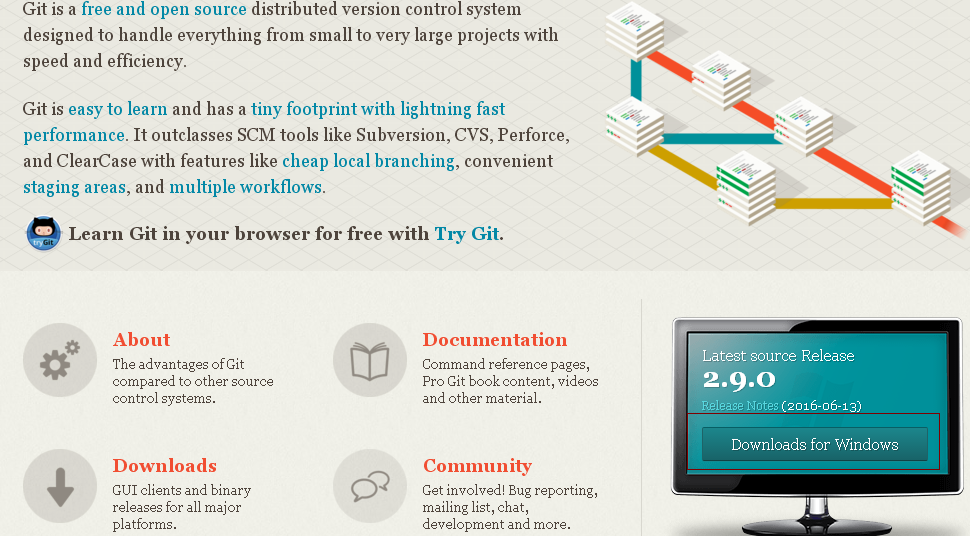 Git is a free and open source distributed version control system
designed to handle everything from small to very large projects with
speed and efficiency.
Git is easy to learn and has a tiny footprint with lightning fast
performance. It outclasses SCM tools like Subversion, CVS, Perforce,
and ClearCase with features like cheap local branching, convenient
staging areas, and multiple workflows.
tryGit
Learn Git in your browser for free with Try Git.
About
The advantages of Git
compared to other source
control systems.
Documentation
Command reference pages,
Pro Git book content, videos
and other material.
Downloads
GUI clients and binary
releases for all major
platforms.
Community
Get involved! Bug reporting,
mailing list, chat,
development and more.
Latest source Release
2.9.0
Release Notes (2016-06-13)
Downloads for Windows